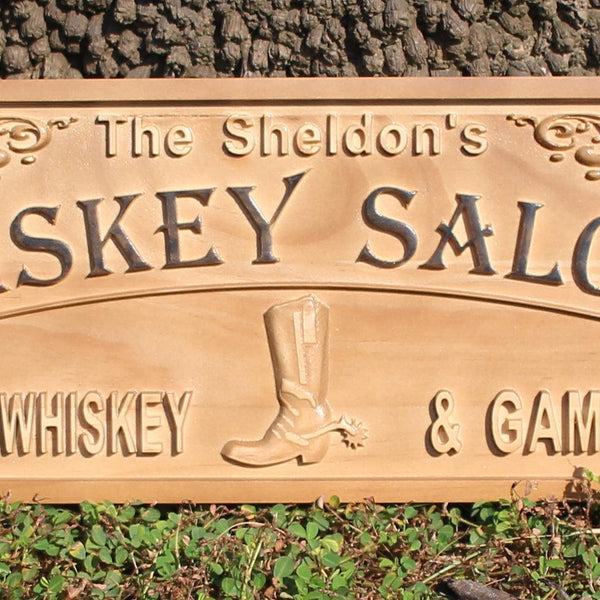 The Sheldon's
SKEY SALO
WHISKEY & GAM